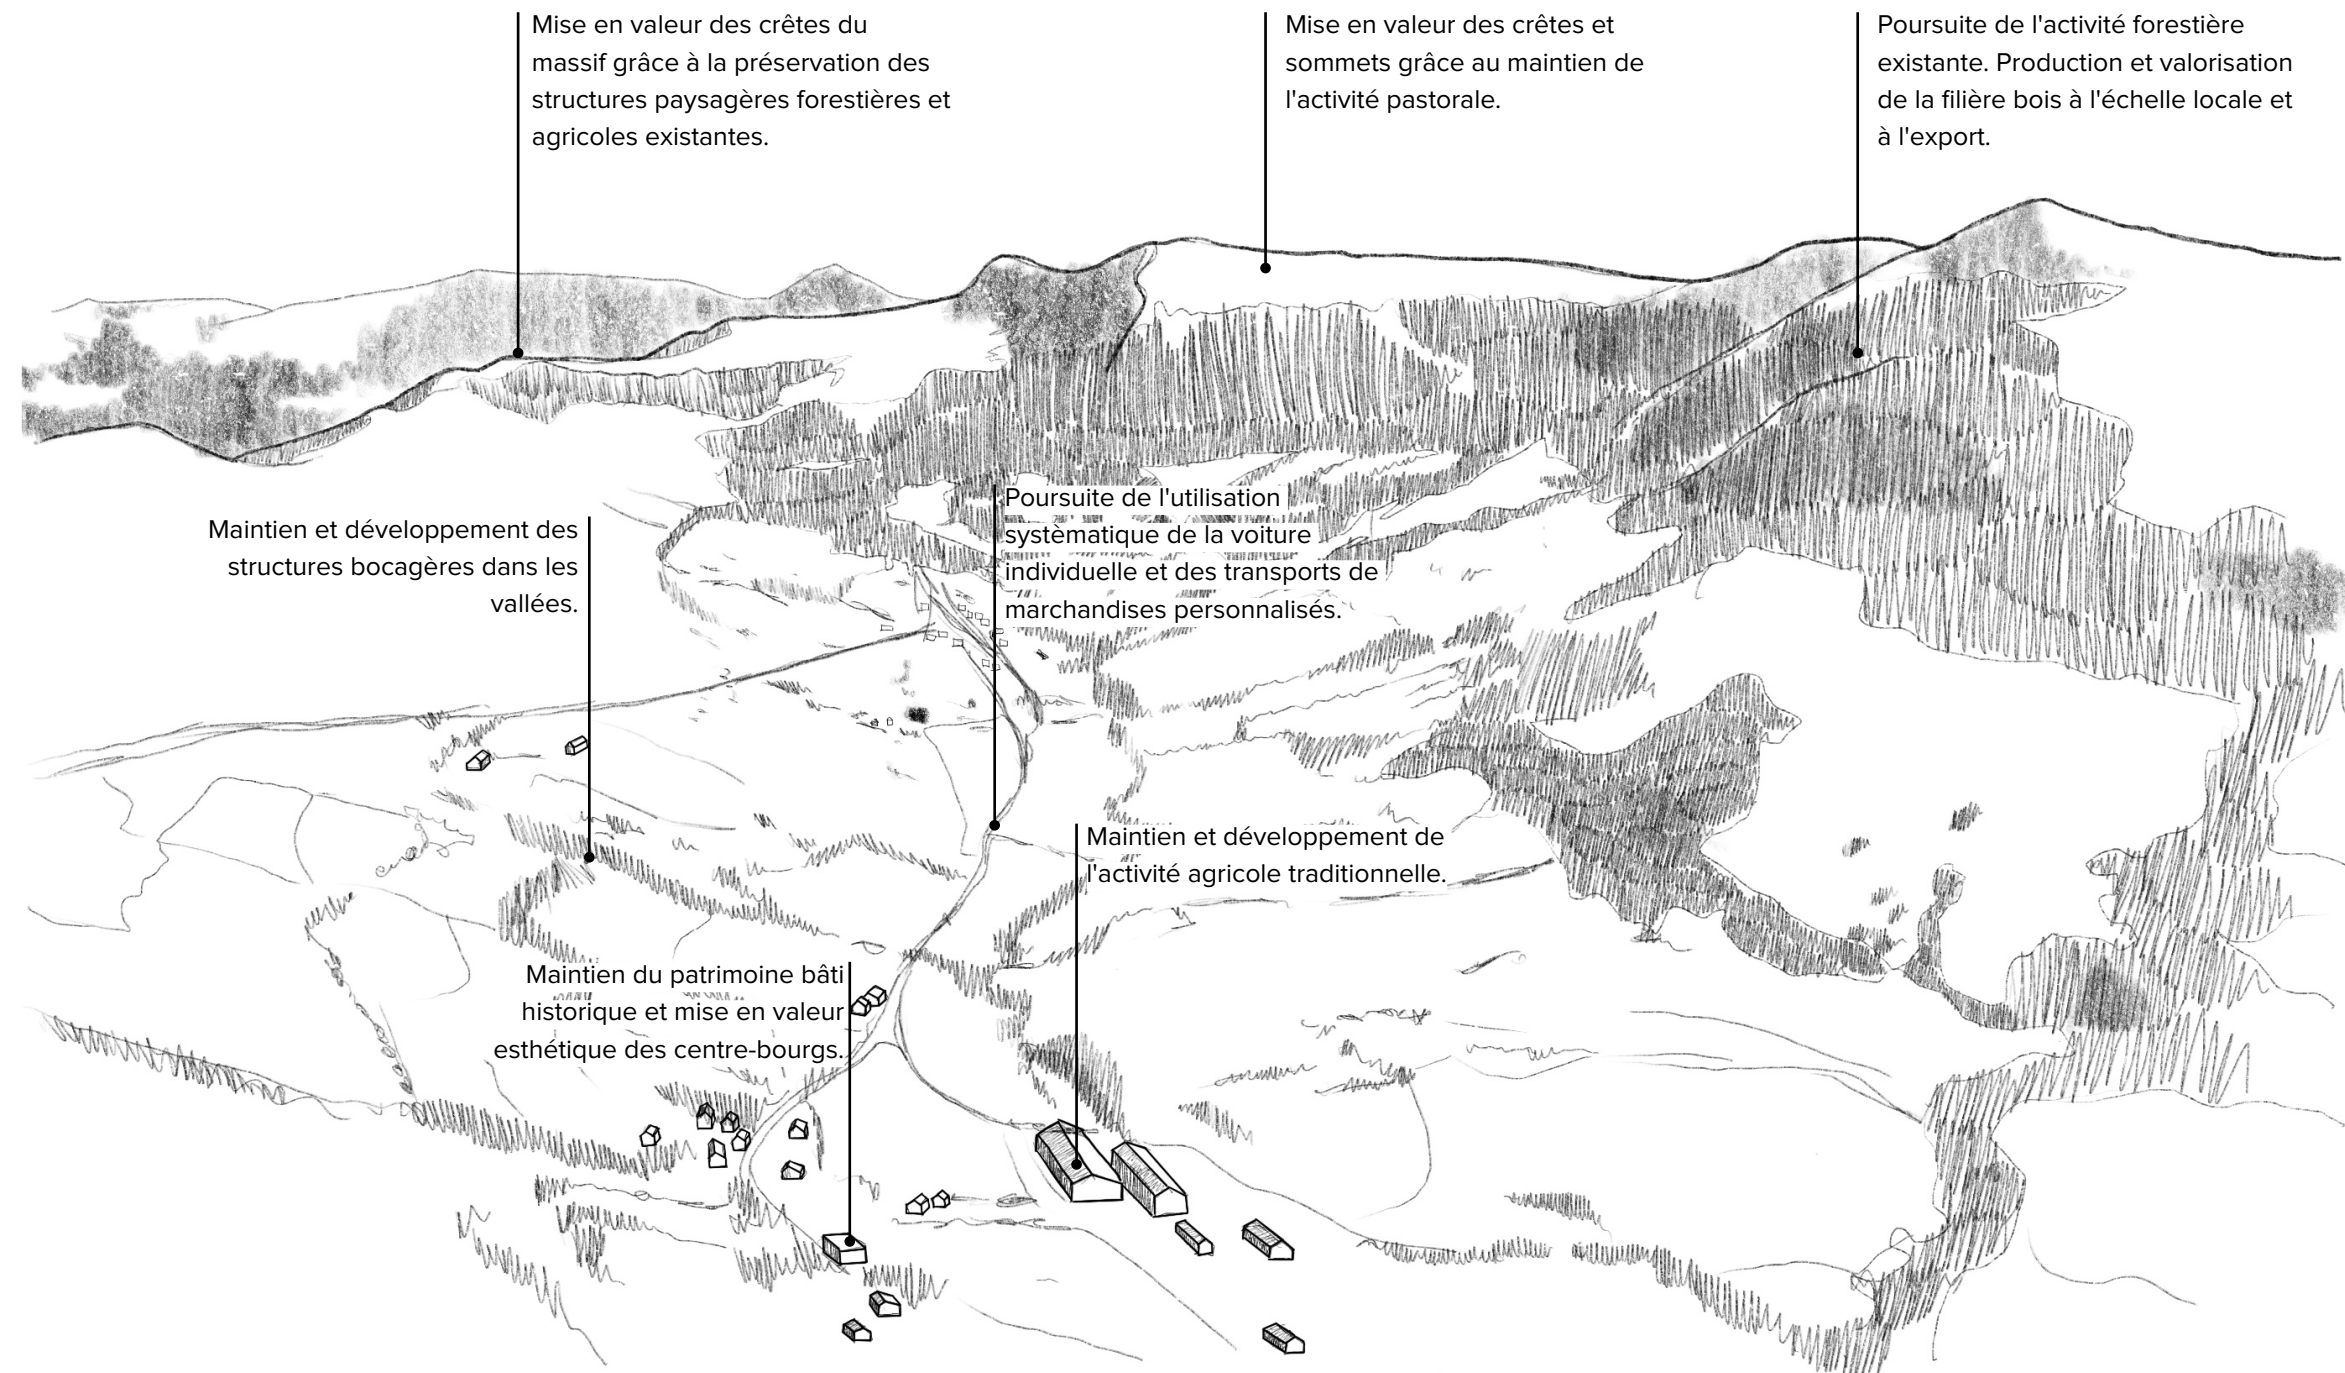 Mise en valeur des crêtes du
massif grâce à la préservation des
structures paysagères forestières et
agricoles existantes.
Mise en valeur des crêtes et
sommets grâce au maintien de
l'activité pastorale.
Poursuite de l'activité forestière
existante. Production et valorisation
de la filière bois à l'échelle locale et
à l'export.
Poursuite de l'utilisation
systèmatique de la voiture
individuelle et des transports de
marchandises personnalisés.
Maintien et développement des
structures bocagères dans les
vallées.
Maintien et développement de
l'activité agricole traditionnelle.
Maintien du patrimoine bâti
historique et mise en valeur
esthétique des centre-bourgs.